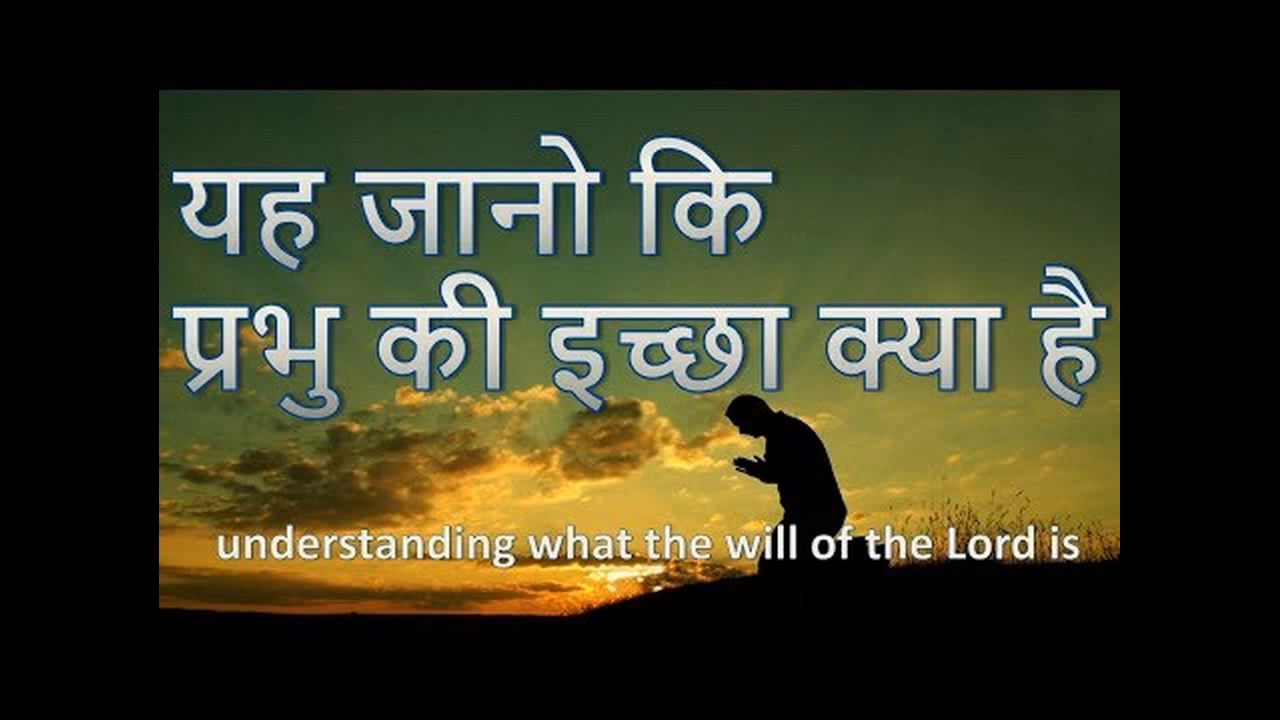 यह जानो कि
प्रभु की इच्छा क्या है
understanding what the will of the Lord is